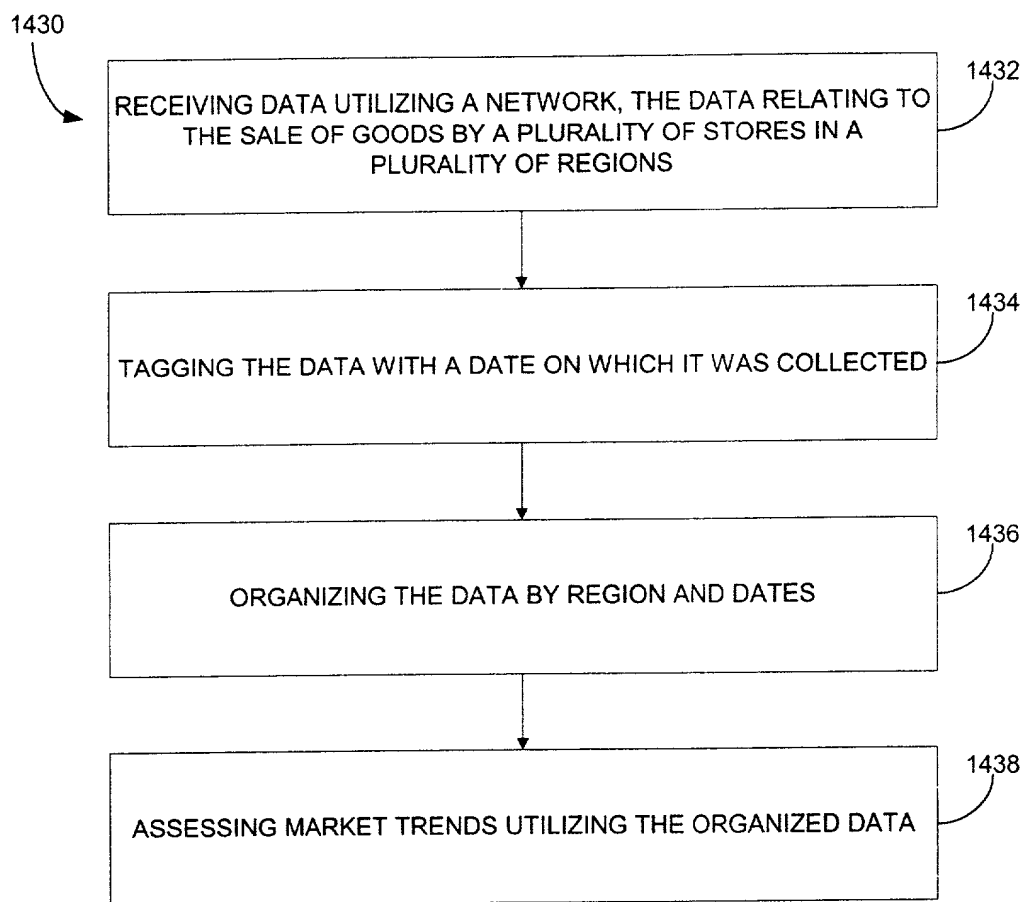 1430
1432
RECEIVING DATA UTILIZING A NETWORK, THE DATA RELATING TO
THE SALE OF GOODS BY A PLURALITY OF STORES IN A
PLURALITY OF REGIONS
1434
TAGGING THE DATA WITH A DATE ON WHICH IT WAS COLLECTED
1436
ORGANIZING THE DATA BY REGION AND DATES
1438
ASSESSING MARKET TRENDS UTILIZING THE ORGANIZED DATA